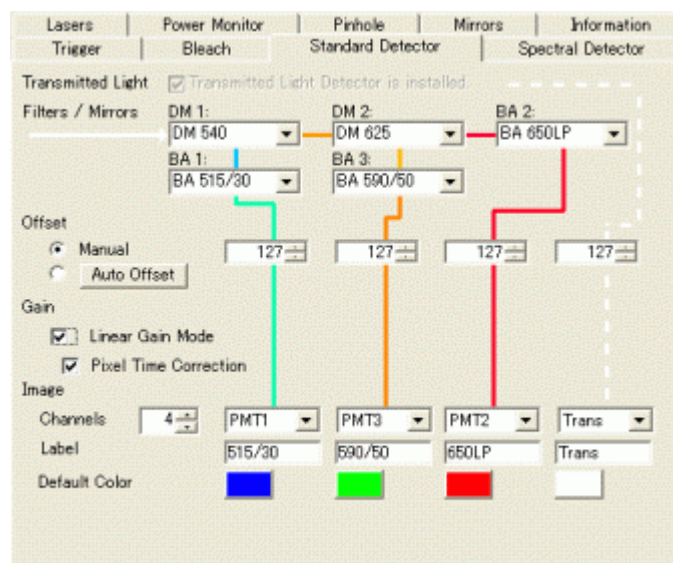 Lasers Power Monitor Pinhole Mirrors Information
Trigger Bleach Standard Detector Spectral Detector
Transmitted Light Transmitted Light Detector is installed.
Filters / Mirrors DM 1: DM 2: BA 2:
DM 540 DM 625 BA 650LP
BA 1: BA 3:
BA 515/30 BA 590/50
Offset
Manual 127 127 127 127
Auto Offset
Gain
Linear Gain Mode
Pixel Time Correction
Image
Channels 4 PMT1 PMT3 PMT2 Trans
Label 515/30 590/50 650LP Trans
Default Color